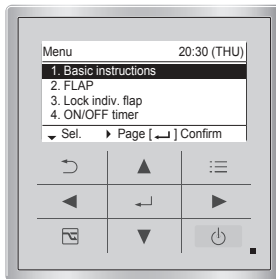 Menu 20:30 (THU)
1. Basic instructions
2. FLAP
3. Lock indiv. flap
4. ON/OFF timer
Sel. Page [ ] Confirm